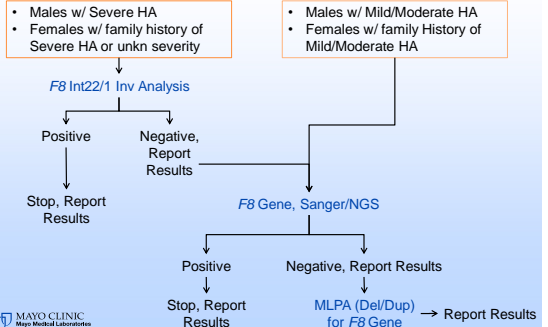 • Males w/ Severe HA
• Females w/ family history of
Severe HA or unkn severity
• Males w/ Mild/Moderate HA
• Females w/ family History of
Mild/Moderate HA
F8 Int22/1 Inv Analysis
Positive
Negative,
Report
Results
Stop, Report
Results
F8 Gene, Sanger/NGS
Positive
Negative, Report Results
Stop, Report
Results
MLPA (Del/Dup)
for F8 Gene
Report Results
MAYO CLINIC
Mayo Medical Laboratories